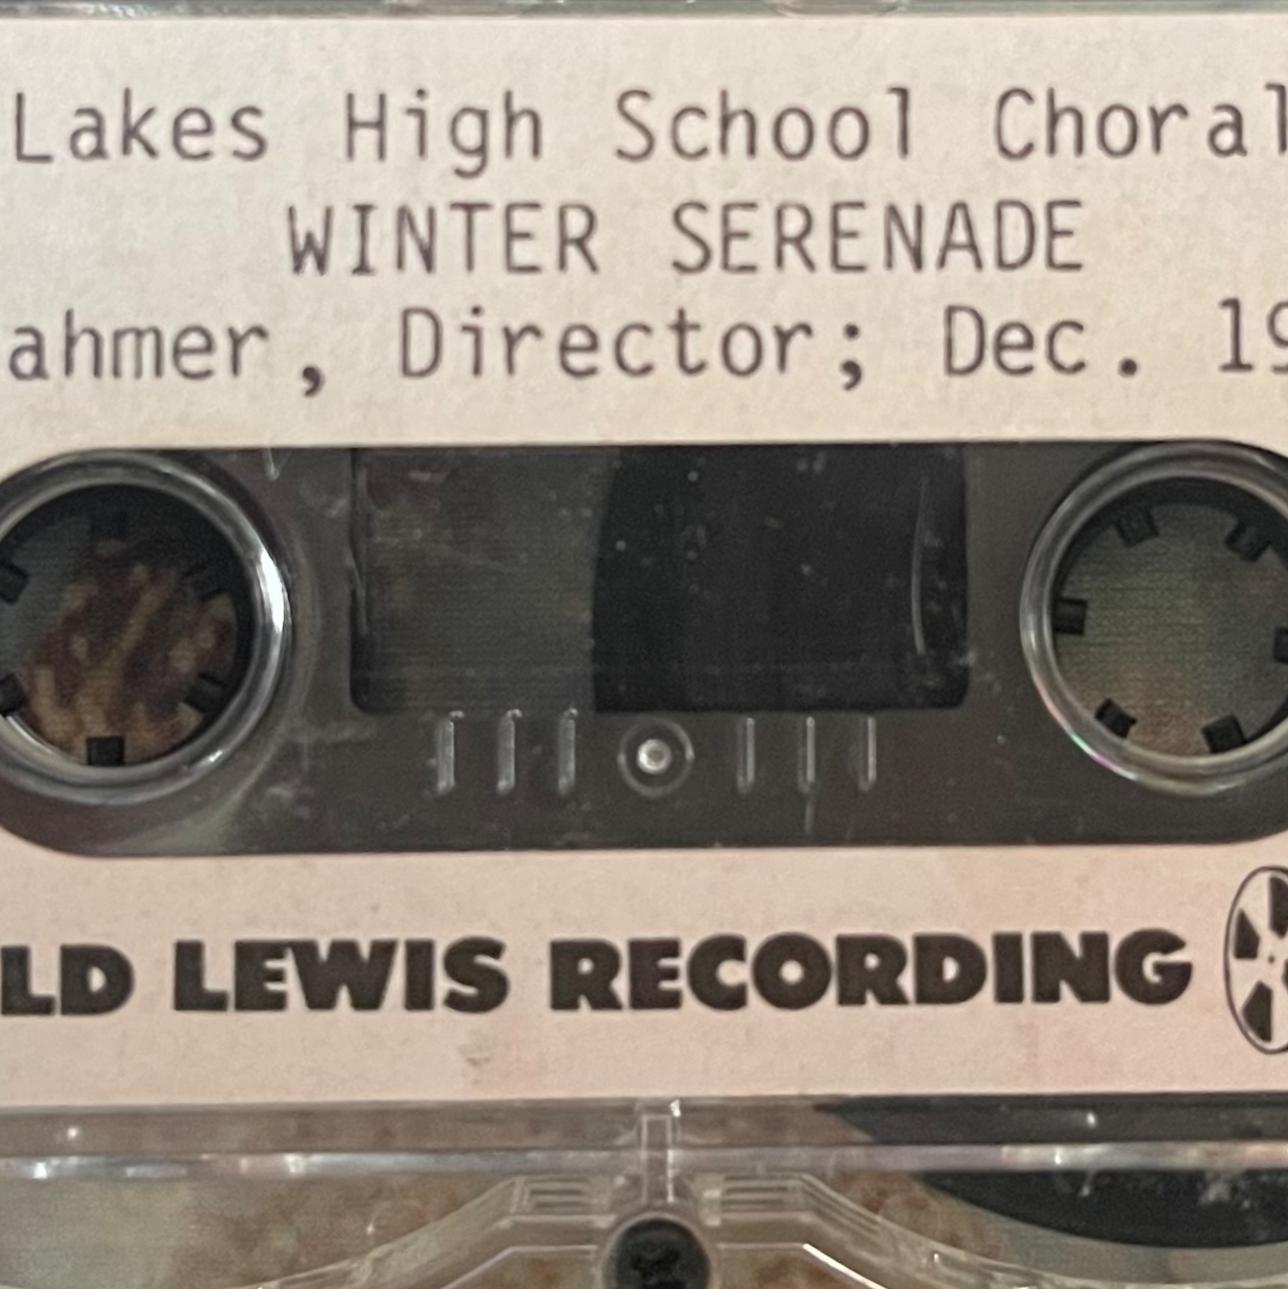 Lakes High School Choral
WINTER SERENADE
ahmer, Director; Dec. 19
LD LEWIS RECORDING